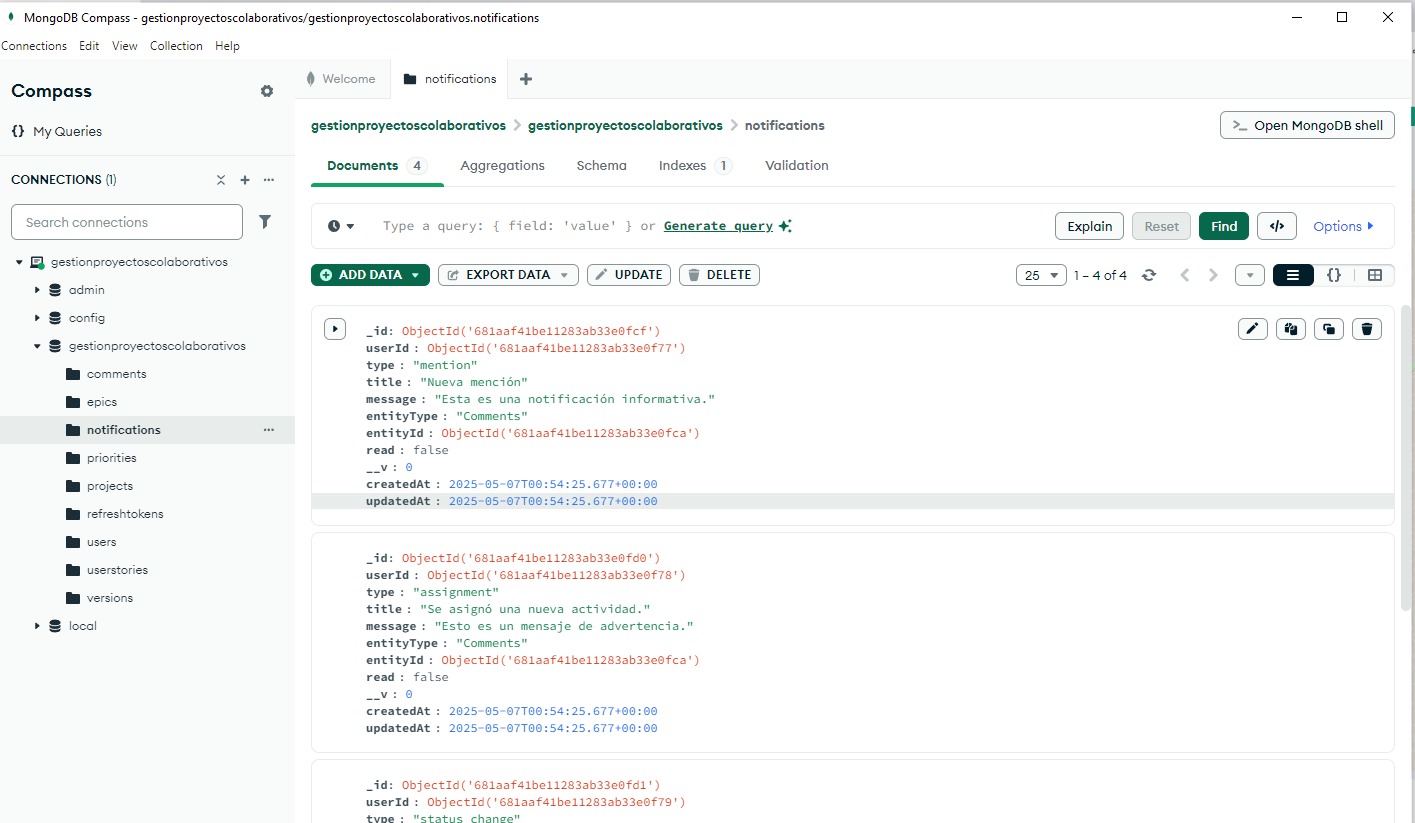 MongoDB Compass - gestionproyectoscolaborativos/gestionproyectoscolaborativos.notifications
Connections Edit View Collection Help
Compass
{} My Queries
CONNECTIONS (1)
Search connections
gestionproyectoscolaborativos
admin
config
gestionproyectoscolaborativos
comments
epics
notifications
priorities
projects
refreshtokens
users
userstories
versions
local
Welcome
notifications
gestionproyectoscolaborativos > gestionproyectoscolaborativos > notifications
>_ Open MongoDB shell
Documents 4 Aggregations Schema Indexes 1 Validation
Type a query: { field: 'value' } or Generate query
Explain Reset Find </> Options
ADD DATA EXPORT DATA UPDATE DELETE
25 1 – 4 of 4 {}
_id: ObjectId('681aaf41be11283ab33e0fcf')
userId : ObjectId('681aaf41be11283ab33e0f77')
type : "mention"
title : "Nueva mención"
message : "Esta es una notificación informativa."
entityType : "Comments"
entityId : ObjectId('681aaf41be11283ab33e0fca')
read : false
__v : 0
createdAt : 2025-05-07T00:54:25.677+00:00
updatedAt : 2025-05-07T00:54:25.677+00:00
_id: ObjectId('681aaf41be11283ab33e0fd0')
userId : ObjectId('681aaf41be11283ab33e0f78')
type : "assignment"
title : "Se asignó una nueva actividad."
message : "Esto es un mensaje de advertencia."
entityType : "Comments"
entityId : ObjectId('681aaf41be11283ab33e0fca')
read : false
__v : 0
createdAt : 2025-05-07T00:54:25.677+00:00
updatedAt : 2025-05-07T00:54:25.677+00:00
_id: ObjectId('681aaf41be11283ab33e0fd1')
userId : ObjectId('681aaf41be11283ab33e0f79')
type : "status_change"